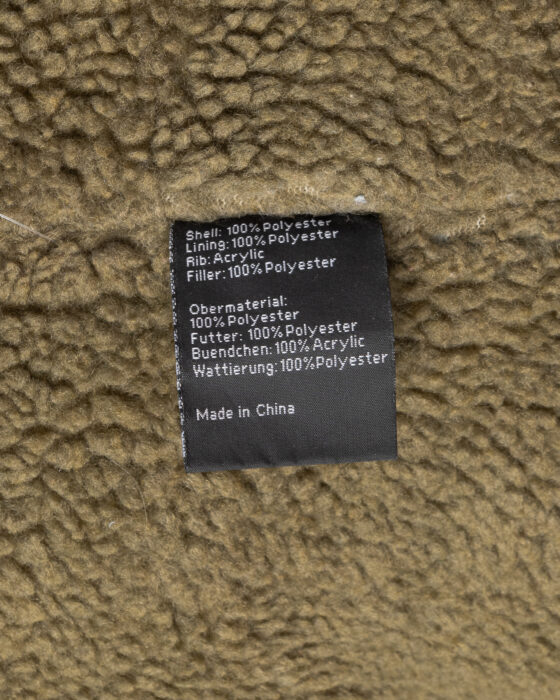 Shell: 100% Polyester
Lining: 100% Polyester
Rib: Acrylic
Filler: 100% Polyester
Obermaterial:
100% Polyester
Futter: 100% Polyester
Buendchen: 100% Acrylic
Wattierung: 100%Polyester
Made in China